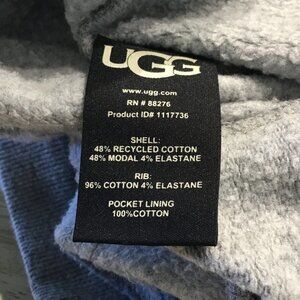 UGG
www.ugg.com
RN # 88276
Product ID# 1117736
SHELL:
48% RECYCLED COTTON
48% MODAL 4% ELASTANE
RIB:
96% COTTON 4% ELASTANE
POCKET LINING
100%COTTON